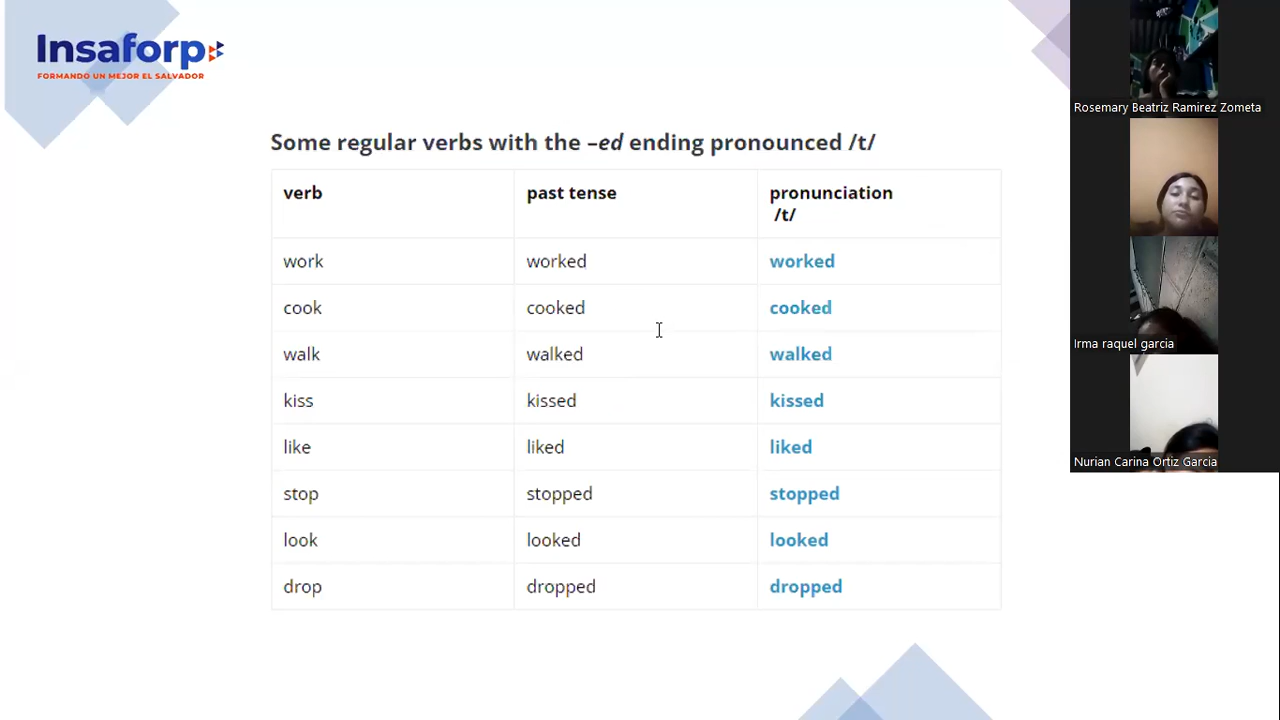 Insaforp
FORMANDO UN MEJOR EL SALVADOR
Some regular verbs with the –ed ending pronounced /t/
verb past tense pronunciation
/t/
work worked worked
cook cooked cooked
walk walked walked
kiss kissed kissed
like liked liked
stop stopped stopped
look looked looked
drop dropped dropped
Rosemary Beatriz Ramirez Zometa
Irma raquel garcia
Nurian Carina Ortiz Garcia